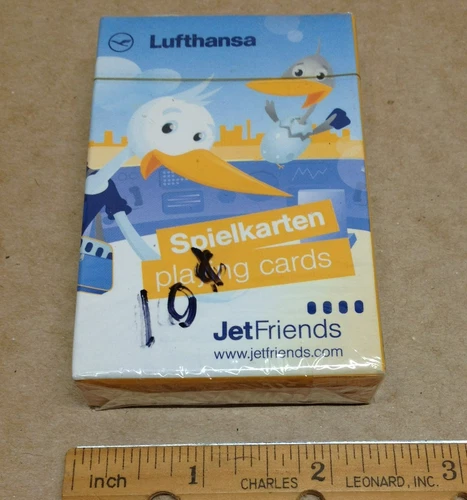 Lufthansa
Spielkarten
playing cards
JetFriends
www.jetfriends.com
Inch 1 2 3
CHARLES LEONARD, INC.